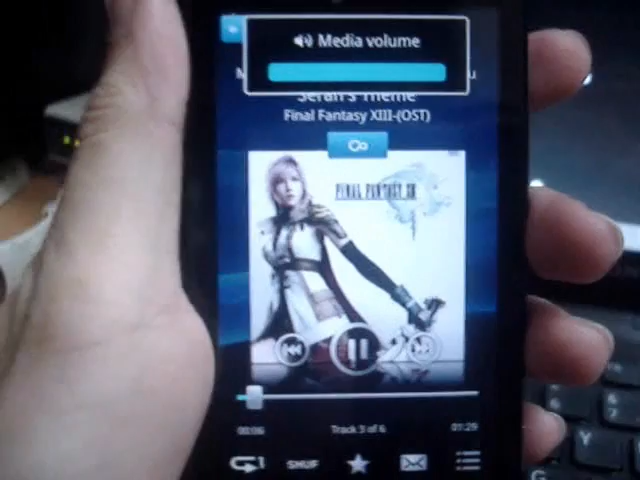 Media volume
M
u
Serah's Theme
Final Fantasy XIII-(OST)
FINAL FANTASY XIII
00:06
Track 3 of 6
01:29
SHUF
Y
G